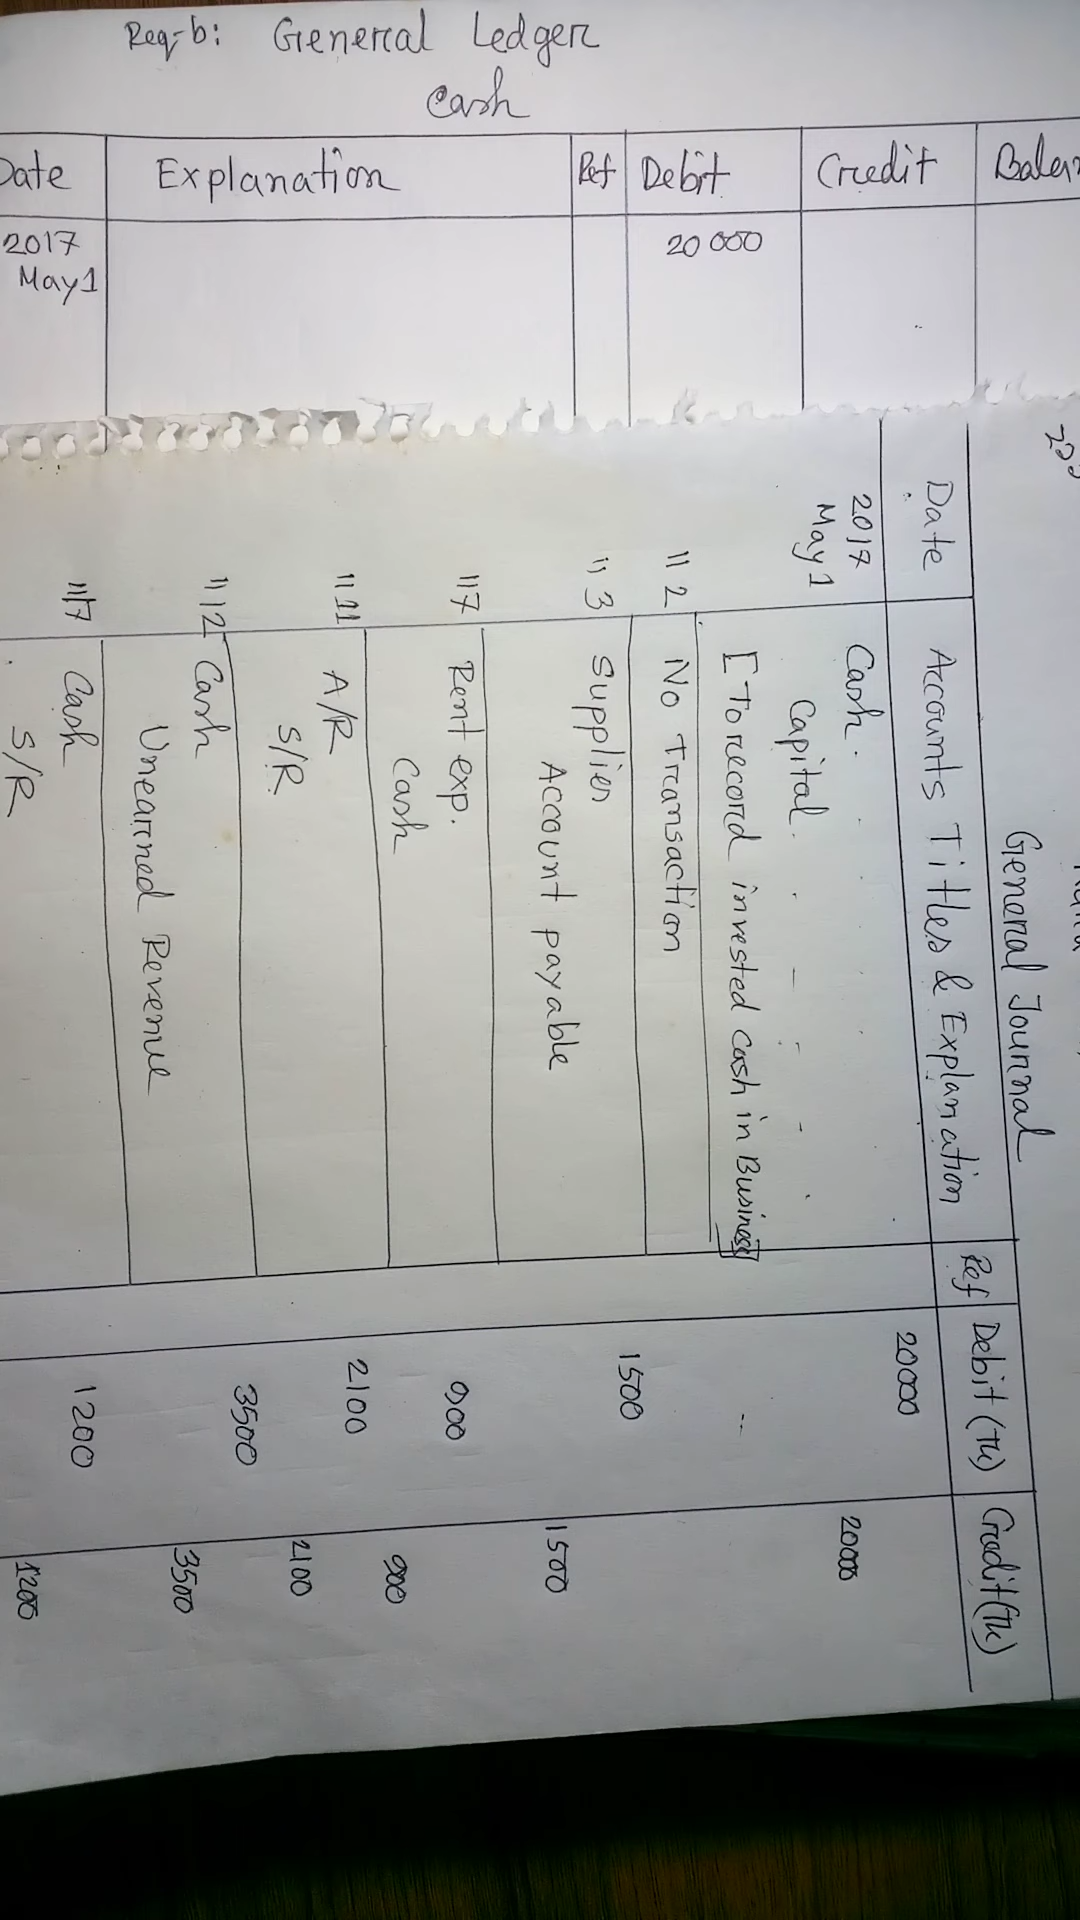 Req-b: General Ledger
Cash
Date Explanation Ref Debit Credit
2017 20 000
May 1
General Journal
Date Accounts Titles & Explanation Ref Debit (Tk) Credit (Tk)
2017 Cash 20000
May 1 Capital 20000
[To record invested Cash in Business]
" 2 No Transaction
" 3 Supplies 1500
Account payable 1500
" 7 Rent exp. 900
Cash 900
" 11 A/R 2100
S/R 2100
" 12 Cash 3500
Unearned Revenue 3500
" 17 Cash 1200
S/R 1200